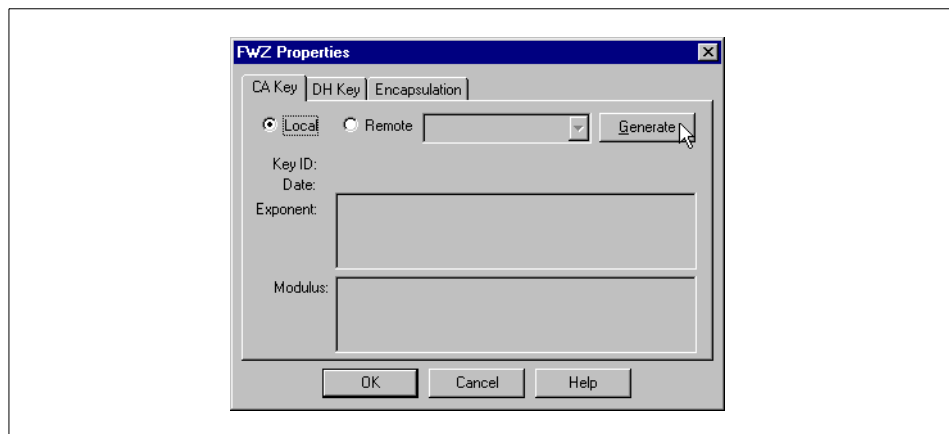 FWZ Properties
CA Key DH Key Encapsulation
Local Remote Generate
Key ID:
Date:
Exponent:
Modulus:
OK Cancel Help